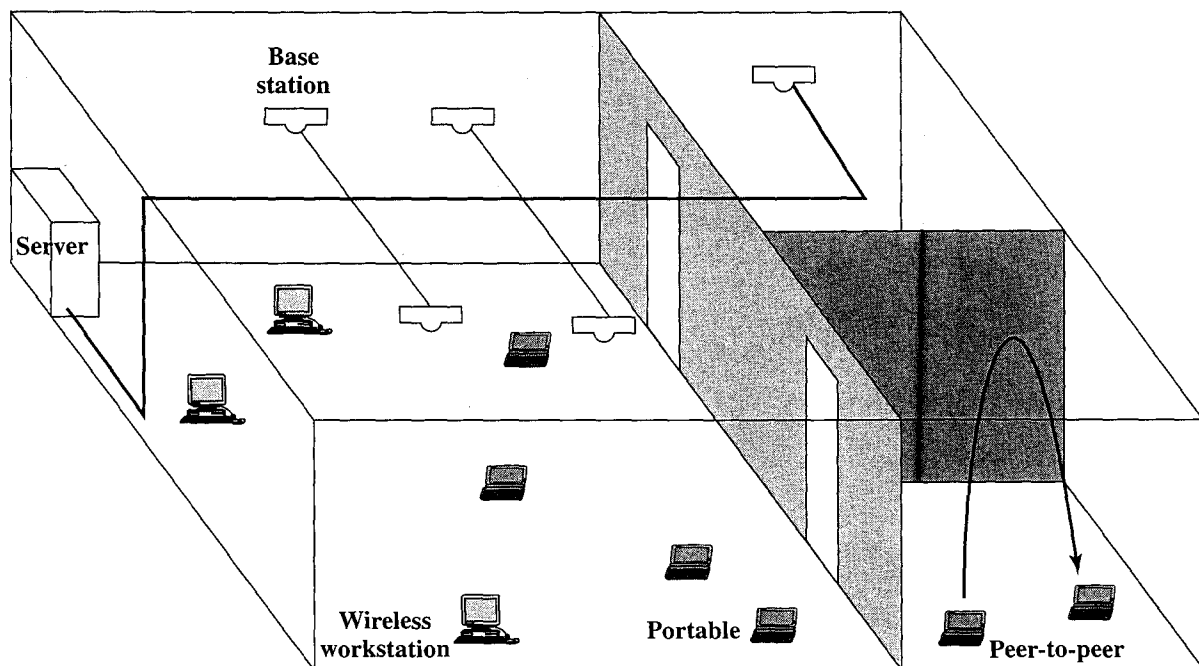 Base
station
Server
Wireless
workstation
Portable
Peer-to-peer